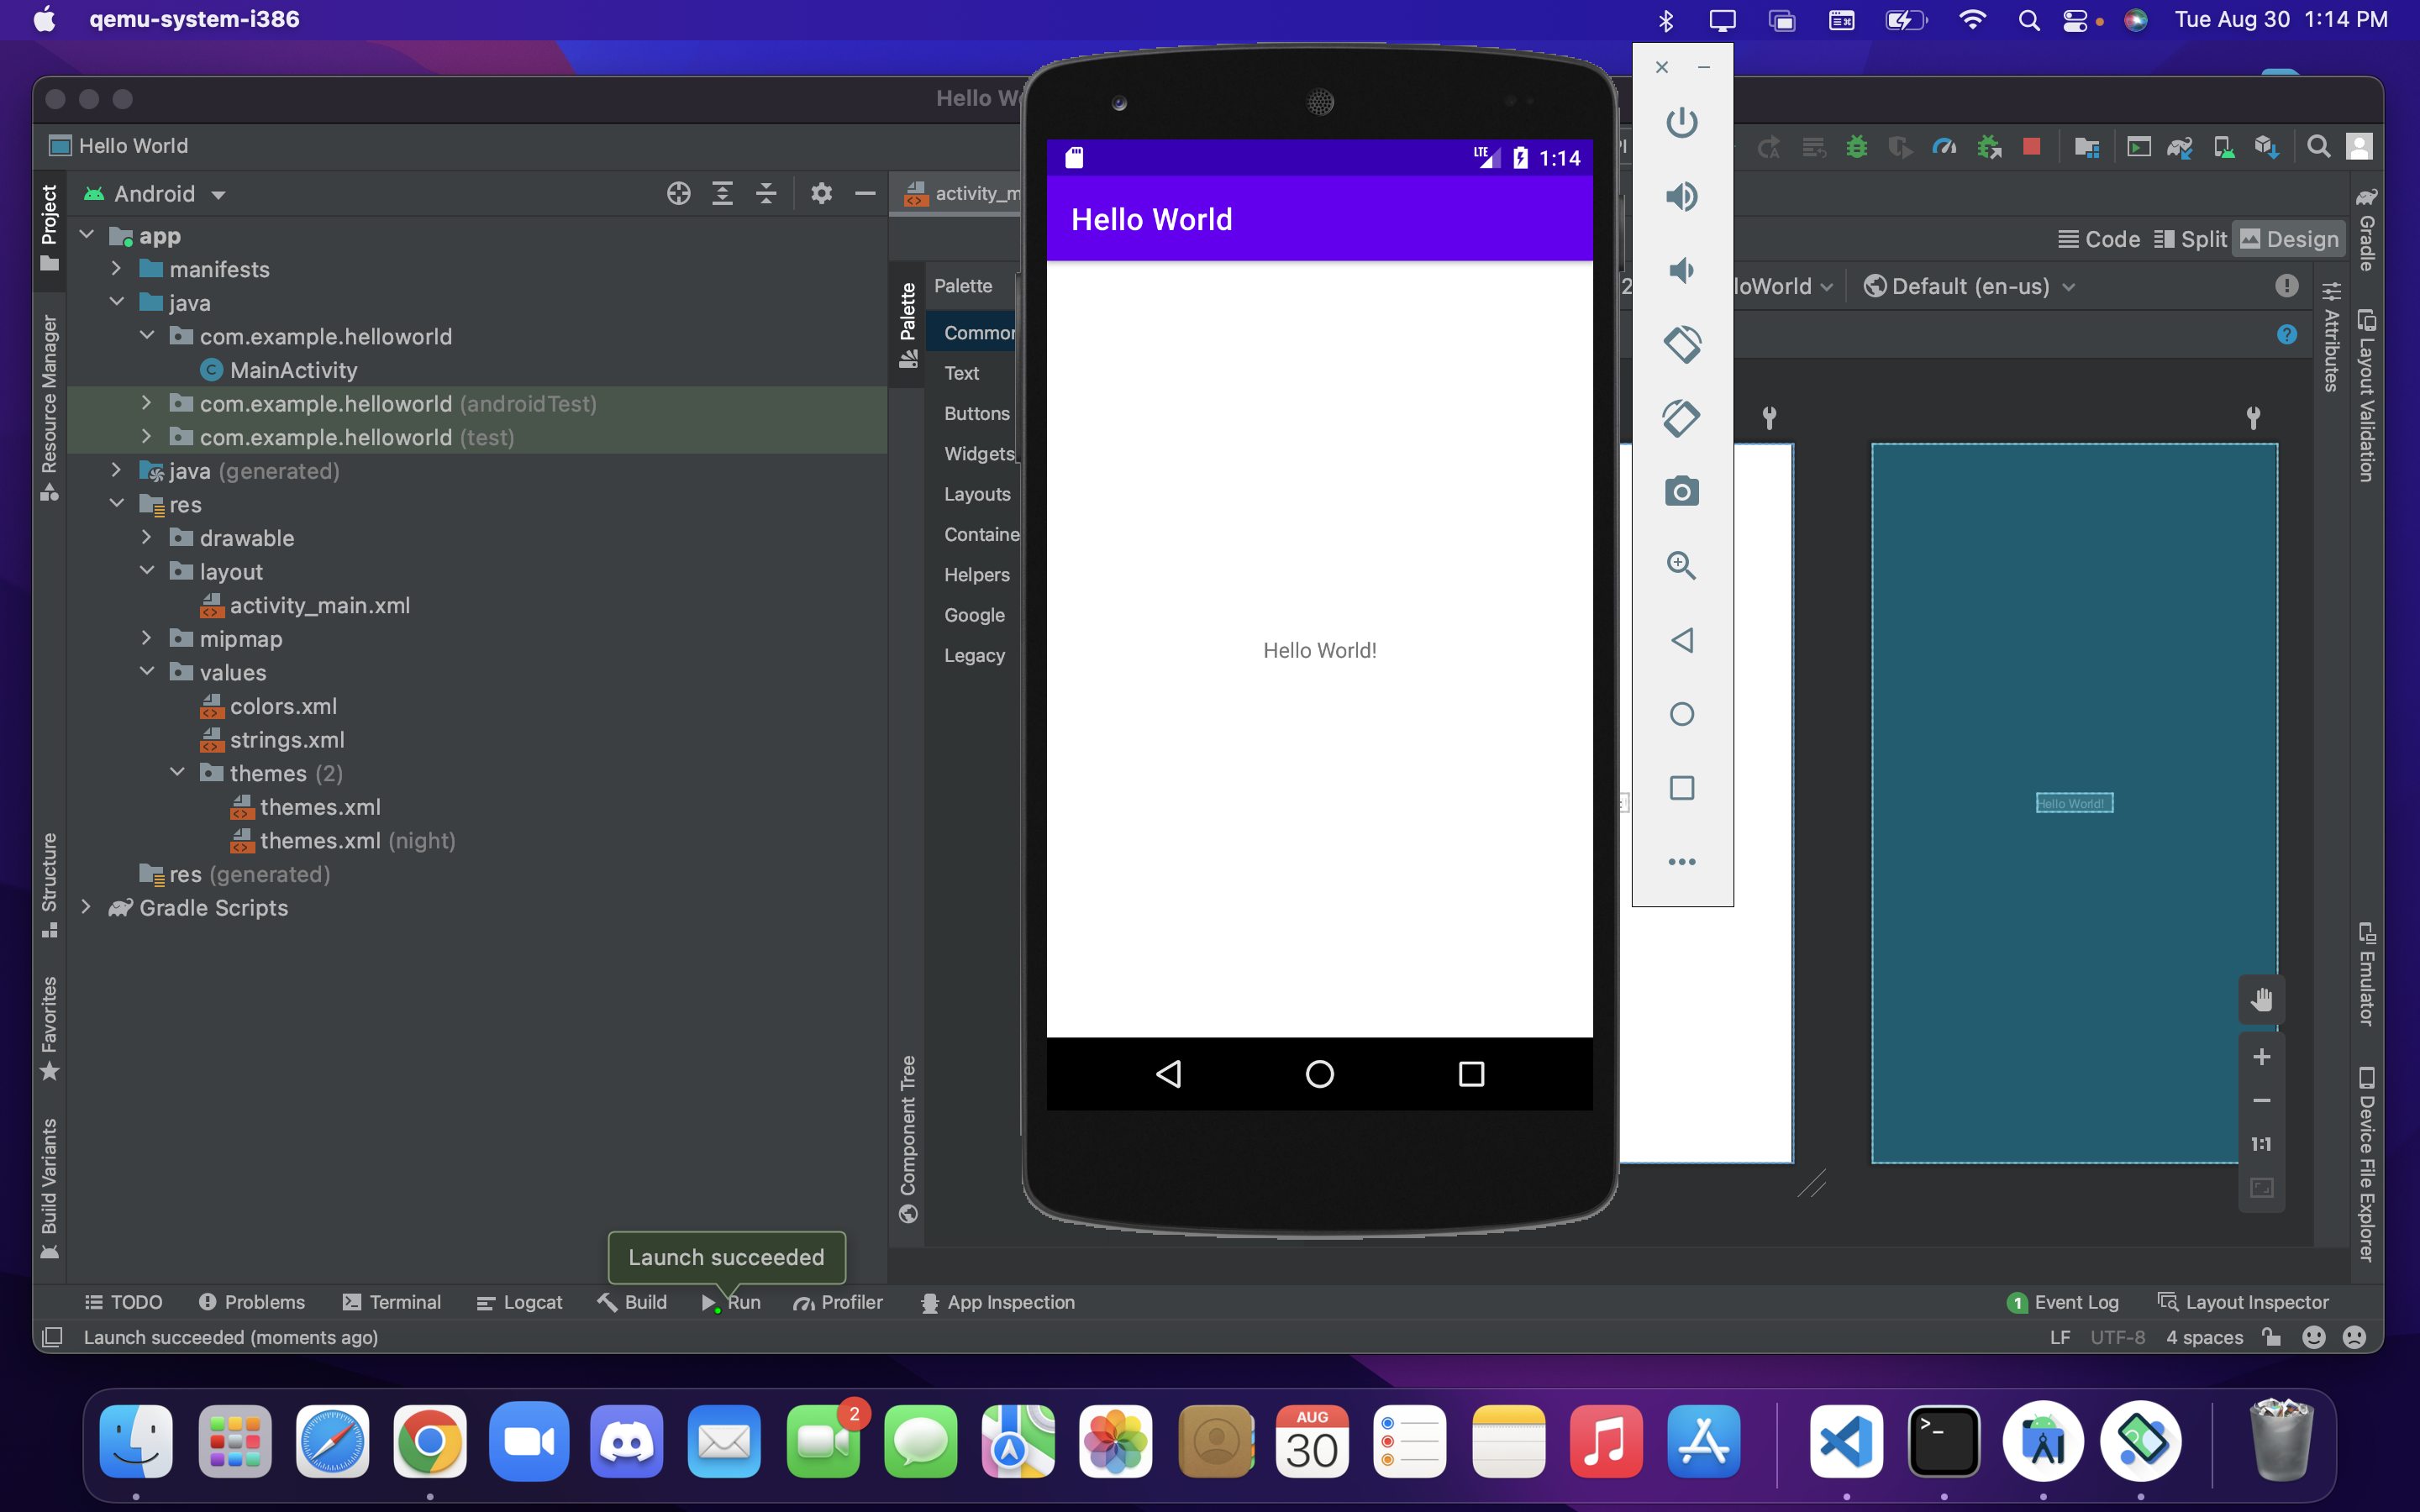 qemu-system-i386
Tue Aug 30 1:14 PM
Hello W
Hello World
Project
Resource Manager
Structure
Favorites
Build Variants
Android
app
manifests
java
com.example.helloworld
MainActivity
com.example.helloworld (androidTest)
com.example.helloworld (test)
java (generated)
res
drawable
layout
activity_main.xml
mipmap
values
colors.xml
strings.xml
themes (2)
themes.xml
themes.xml (night)
res (generated)
Gradle Scripts
activity_m
Palette
Component Tree
Palette
Common
Text
Buttons
Widgets
Layouts
Containe
Helpers
Google
Legacy
LTE
1:14
Hello World
Hello World!
Code
Split
Design
loWorld
Default (en-us)
Hello World!
1:1
Attributes
Gradle
Layout Validation
Emulator
Device File Explorer
Launch succeeded
TODO
Problems
Terminal
Logcat
Build
Run
Profiler
App Inspection
1
Event Log
Layout Inspector
Launch succeeded (moments ago)
LF
UTF-8
4 spaces
2
AUG
30